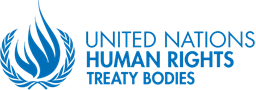 UNITED NATIONS
HUMAN RIGHTS
TREATY BODIES